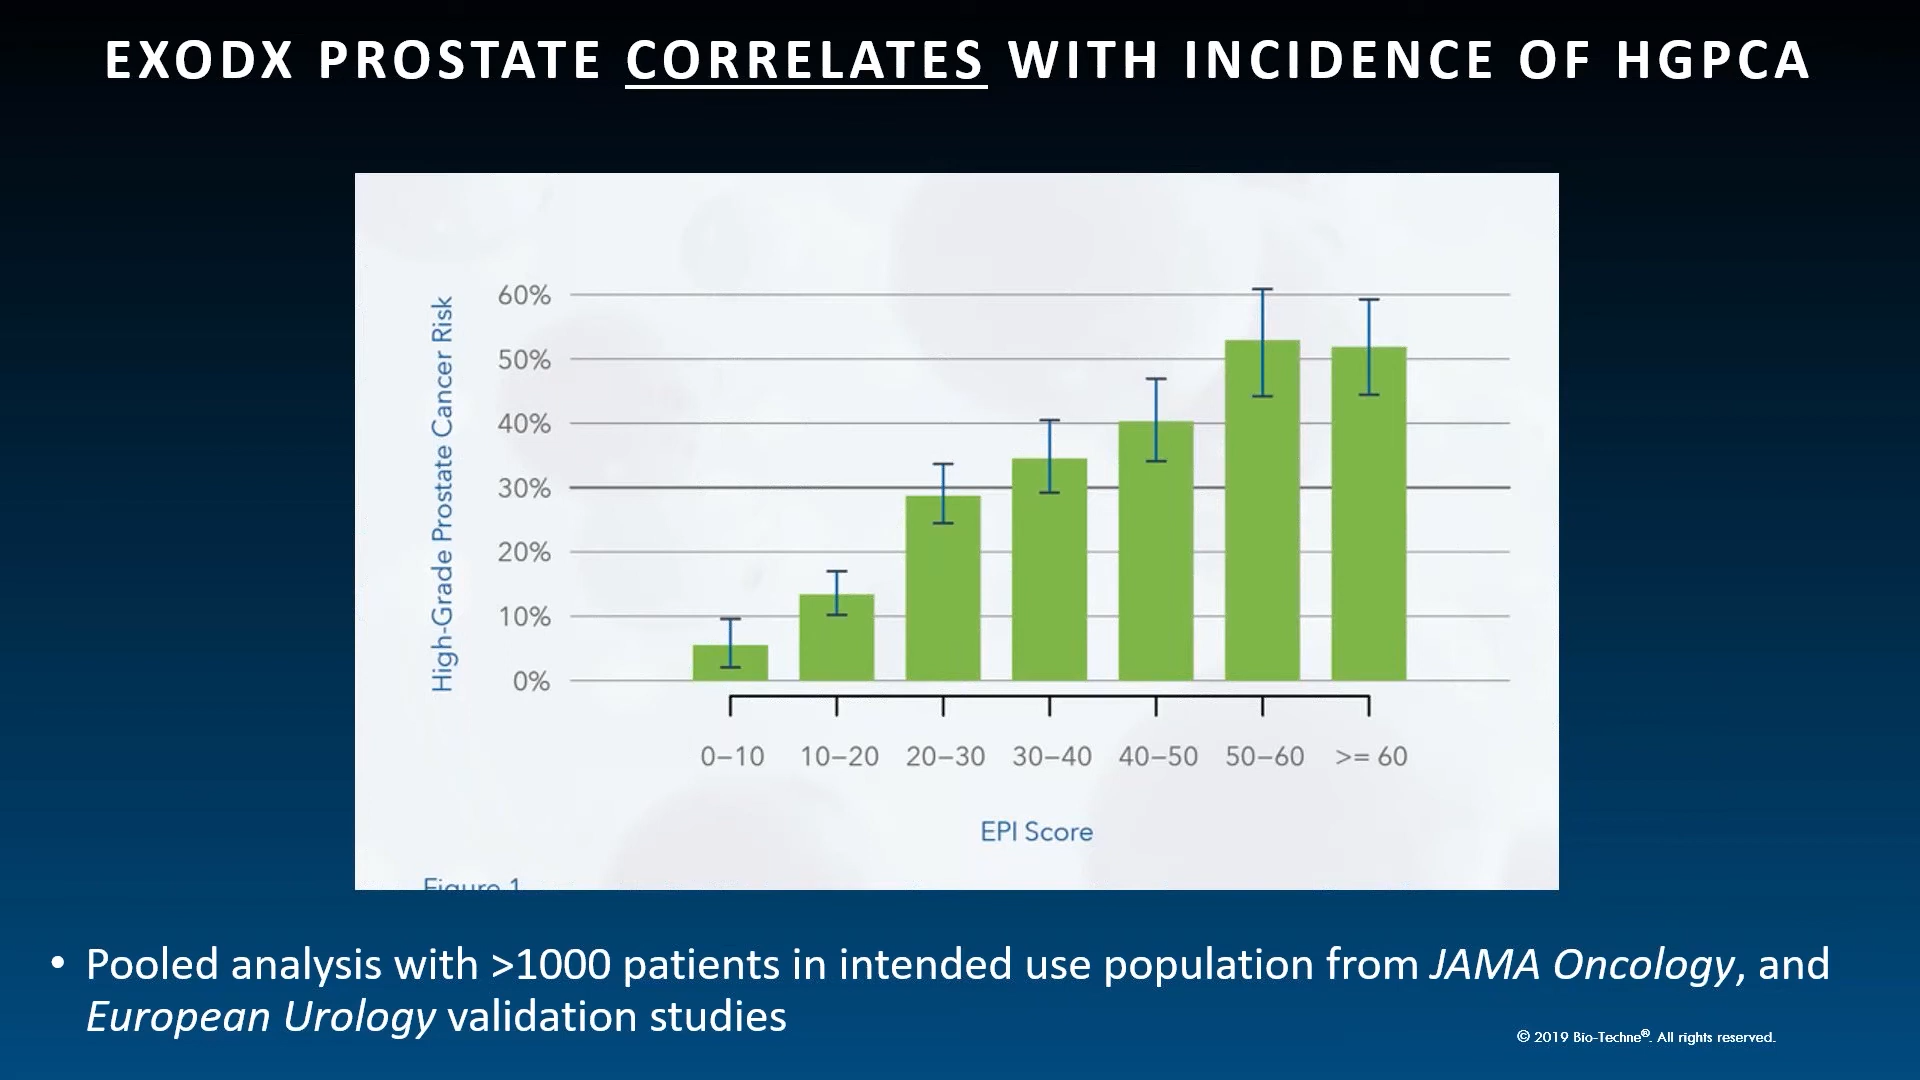 EXODX PROSTATE CORRELATES WITH INCIDENCE OF HGPCA
High-Grade Prostate Cancer Risk
60%
50%
40%
30%
20%
10%
0%
0–10 10–20 20–30 30–40 40–50 50–60 >= 60
EPI Score
Figure 1
• Pooled analysis with >1000 patients in intended use population from JAMA Oncology, and
European Urology validation studies
© 2019 Bio-Techne®. All rights reserved.